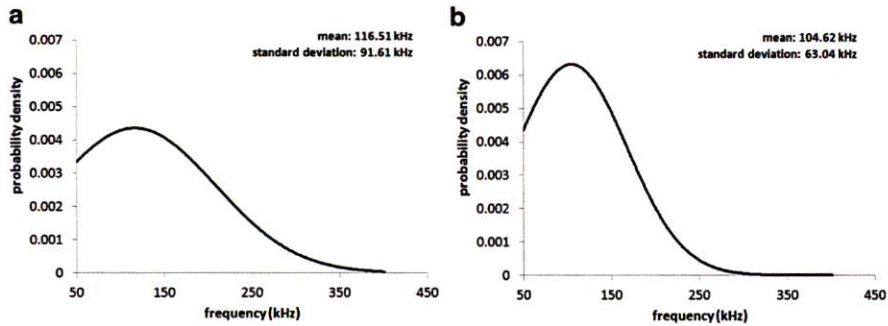 a
mean: 116.51 kHz
standard deviation: 91.61 kHz
probability density
0.007
0.006
0.005
0.004
0.003
0.002
0.001
0
50
150
250
350
450
frequency (kHz)
b
mean: 104.62 kHz
standard deviation: 63.04 kHz
probability density
0.007
0.006
0.005
0.004
0.003
0.002
0.001
0
50
150
250
350
450
frequency (kHz)